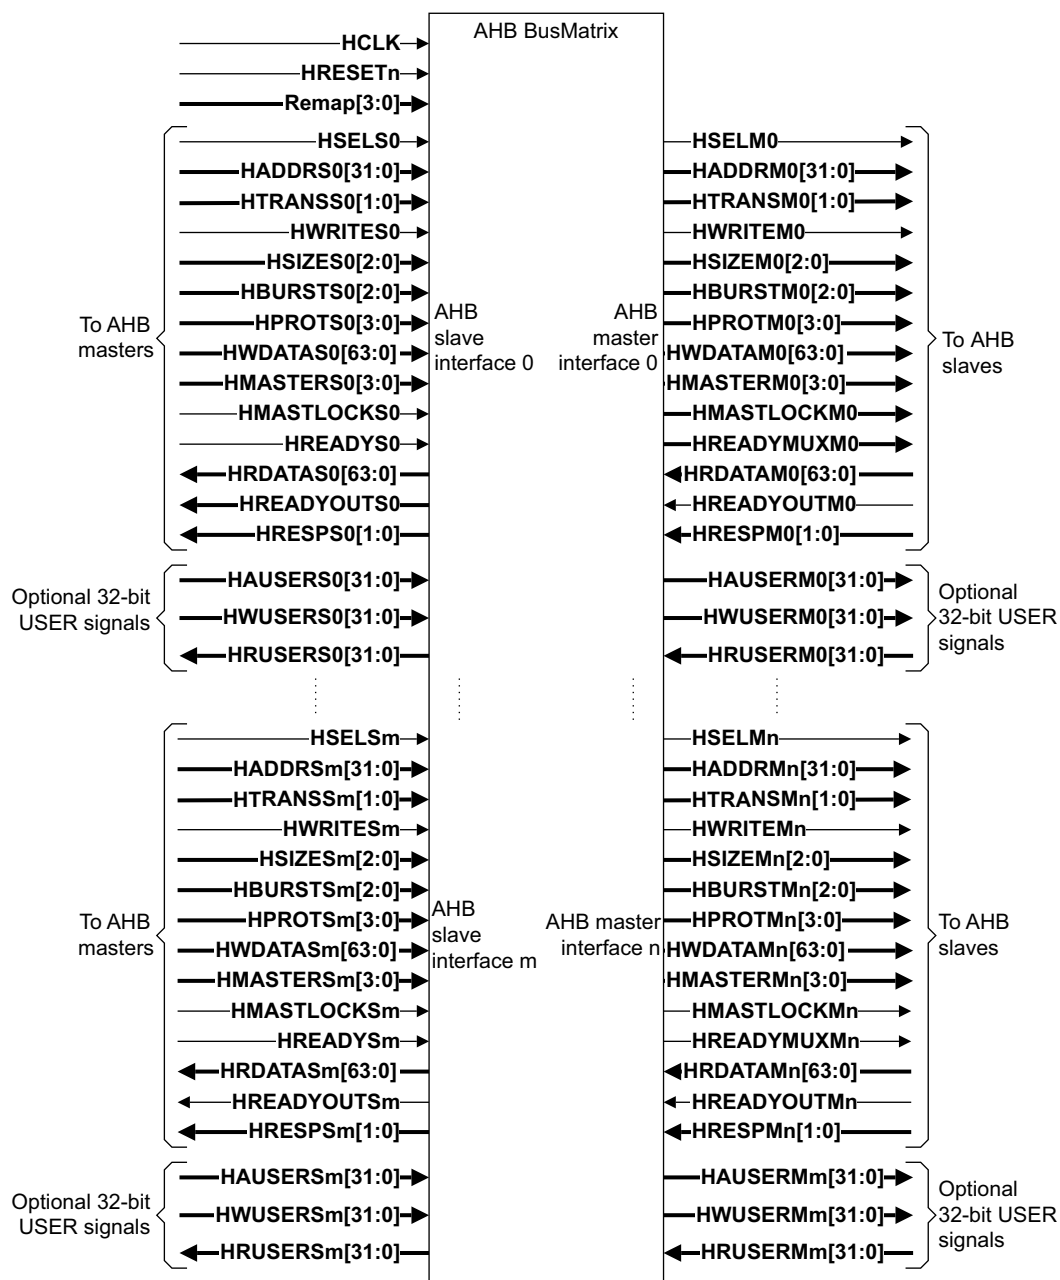 AHB BusMatrix
HCLK
HRESETn
Remap[3:0]
To AHB
masters
HSELS0
HADDRS0[31:0]
HTRANSS0[1:0]
HWRITES0
HSIZES0[2:0]
HBURSTS0[2:0]
HPROTS0[3:0]
HWDATAS0[63:0]
HMASTERS0[3:0]
HMASTLOCKS0
HREADYS0
HRDATAS0[63:0]
HREADYOUTS0
HRESPS0[1:0]
AHB
slave
interface 0
AHB
master
interface 0
HSELM0
HADDRM0[31:0]
HTRANSM0[1:0]
HWRITEM0
HSIZEM0[2:0]
HBURSTM0[2:0]
HPROTM0[3:0]
HWDATAM0[63:0]
HMASTERM0[3:0]
HMASTLOCKM0
HREADYMUXM0
HRDATAM0[63:0]
HREADYOUTM0
HRESPM0[1:0]
To AHB
slaves
Optional 32-bit
USER signals
HAUSERS0[31:0]
HWUSERS0[31:0]
HRUSERS0[31:0]
HAUSERM0[31:0]
HWUSERM0[31:0]
HRUSERM0[31:0]
Optional
32-bit USER
signals
To AHB
masters
HSELSm
HADDRSm[31:0]
HTRANSSm[1:0]
HWRITESm
HSIZESm[2:0]
HBURSTSm[2:0]
HPROTSm[3:0]
HWDATASm[63:0]
HMASTERSm[3:0]
HMASTLOCKSm
HREADYSm
HRDATASm[63:0]
HREADYOUTSm
HRESPSm[1:0]
AHB
slave
interface m
AHB master
interface n
HSELMn
HADDRMn[31:0]
HTRANSMn[1:0]
HWRITEMn
HSIZEMn[2:0]
HBURSTMn[2:0]
HPROTMn[3:0]
HWDATAMn[63:0]
HMASTERMn[3:0]
HMASTLOCKMn
HREADYMUXMn
HRDATAMn[63:0]
HREADYOUTMn
HRESPMn[1:0]
To AHB
slaves
Optional 32-bit
USER signals
HAUSERSm[31:0]
HWUSERSm[31:0]
HRUSERSm[31:0]
HAUSERMm[31:0]
HWUSERMm[31:0]
HRUSERMm[31:0]
Optional
32-bit USER
signals